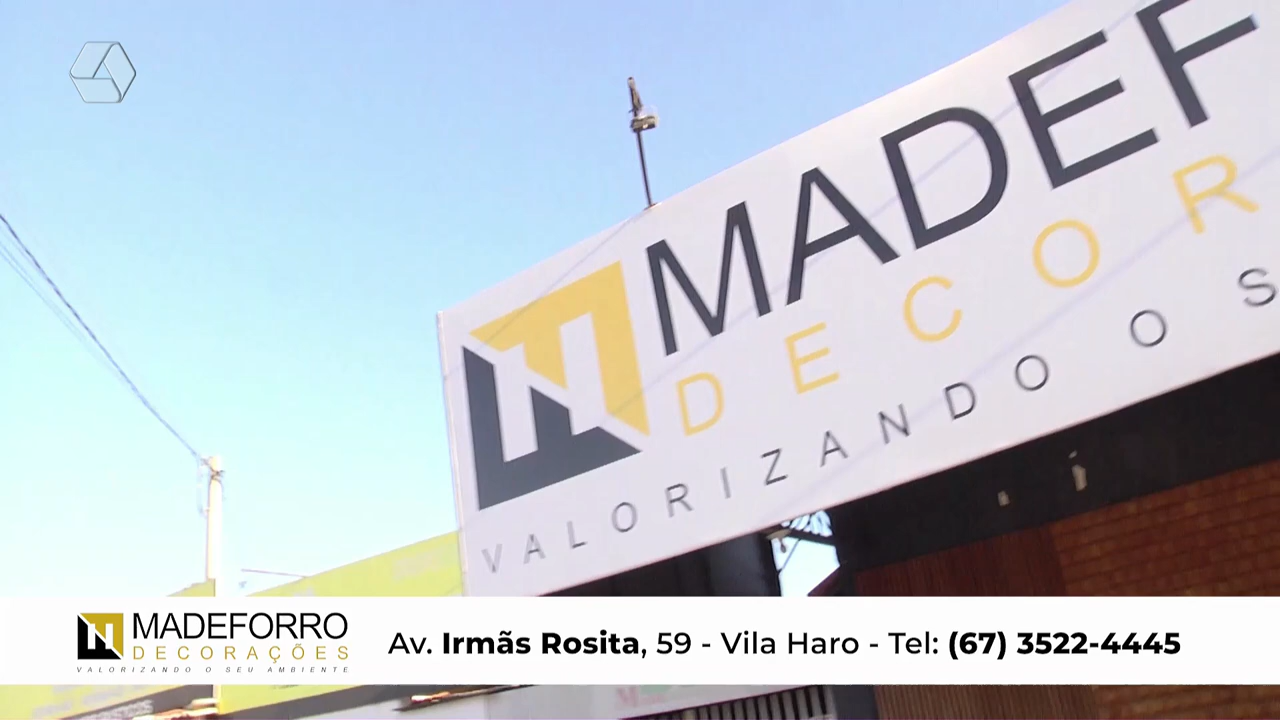 MADEF
DECOR
VALORIZANDO O S
MADEFORRO
DECORAÇÕES
VALORIZANDO O SEU AMBIENTE
Av. Irmãs Rosita, 59 - Vila Haro - Tel: (67) 3522-4445